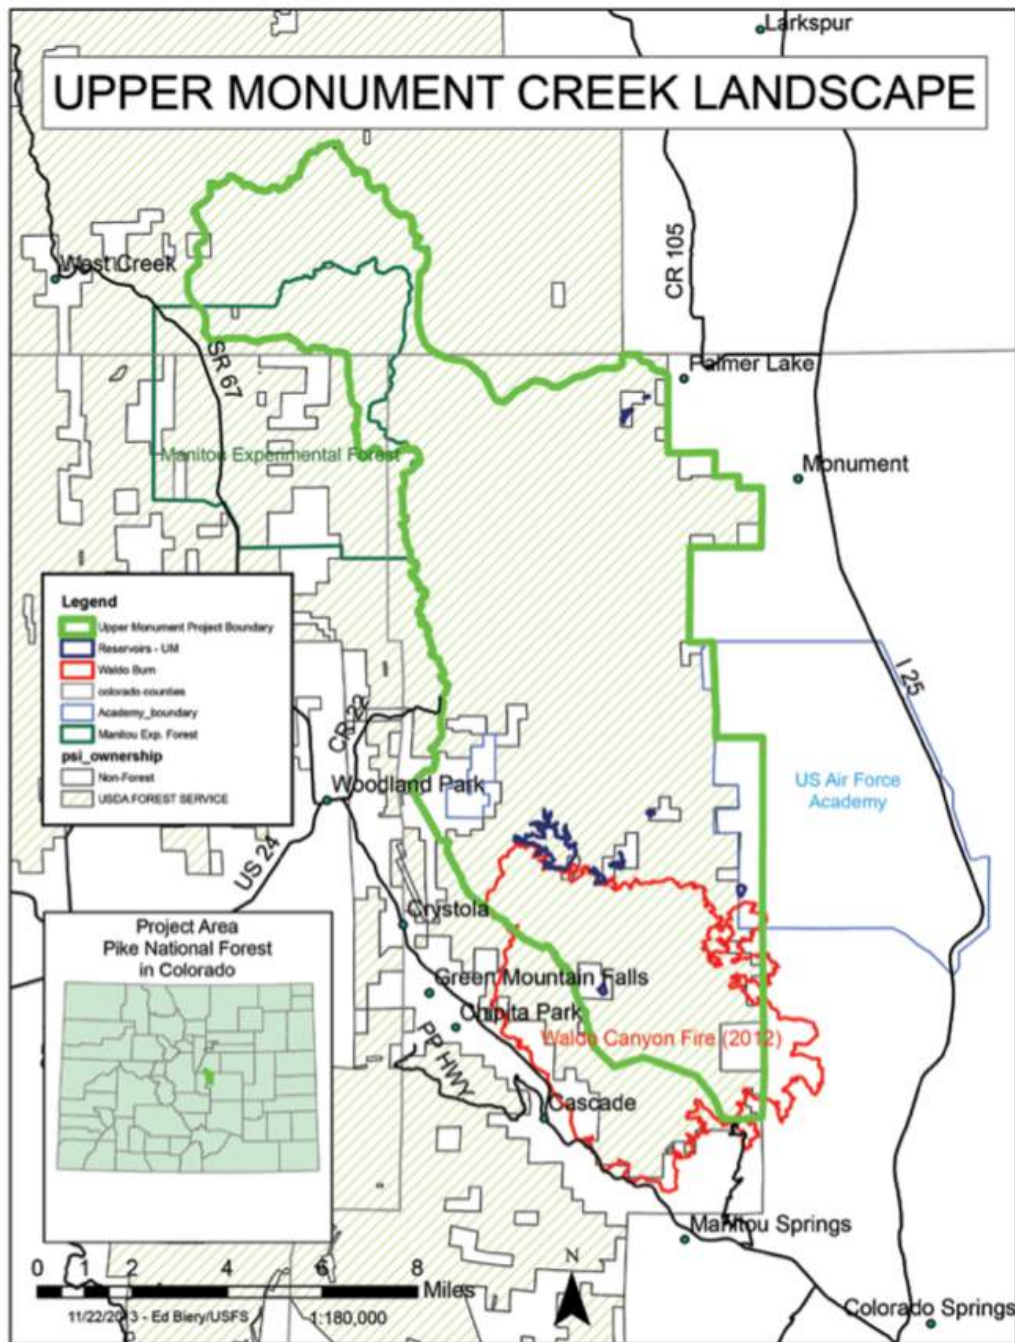 Larkspur
UPPER MONUMENT CREEK LANDSCAPE
CR 105
West Creek
SR 67
Palmer Lake
Manitou Experimental Forest
Monument
Legend
Upper Monument Project Boundary
Reservoirs - UM
Waldo Burn
colorado counties
Academy_boundary
Manitou Exp. Forest
psi_ownership
Non-Forest
USDA FOREST SERVICE
I 25
CR 22
Woodland Park
US Air Force
Academy
US 24
Crystola
Project Area
Pike National Forest
in Colorado
Green Mountain Falls
Chipita Park
Waldo Canyon Fire (2012)
PP HWY
Cascade
Manitou Springs
N
0 1 2 4 6 8
Miles
11/22/2013 - Ed Biery/USFS 1:180,000
Colorado Springs